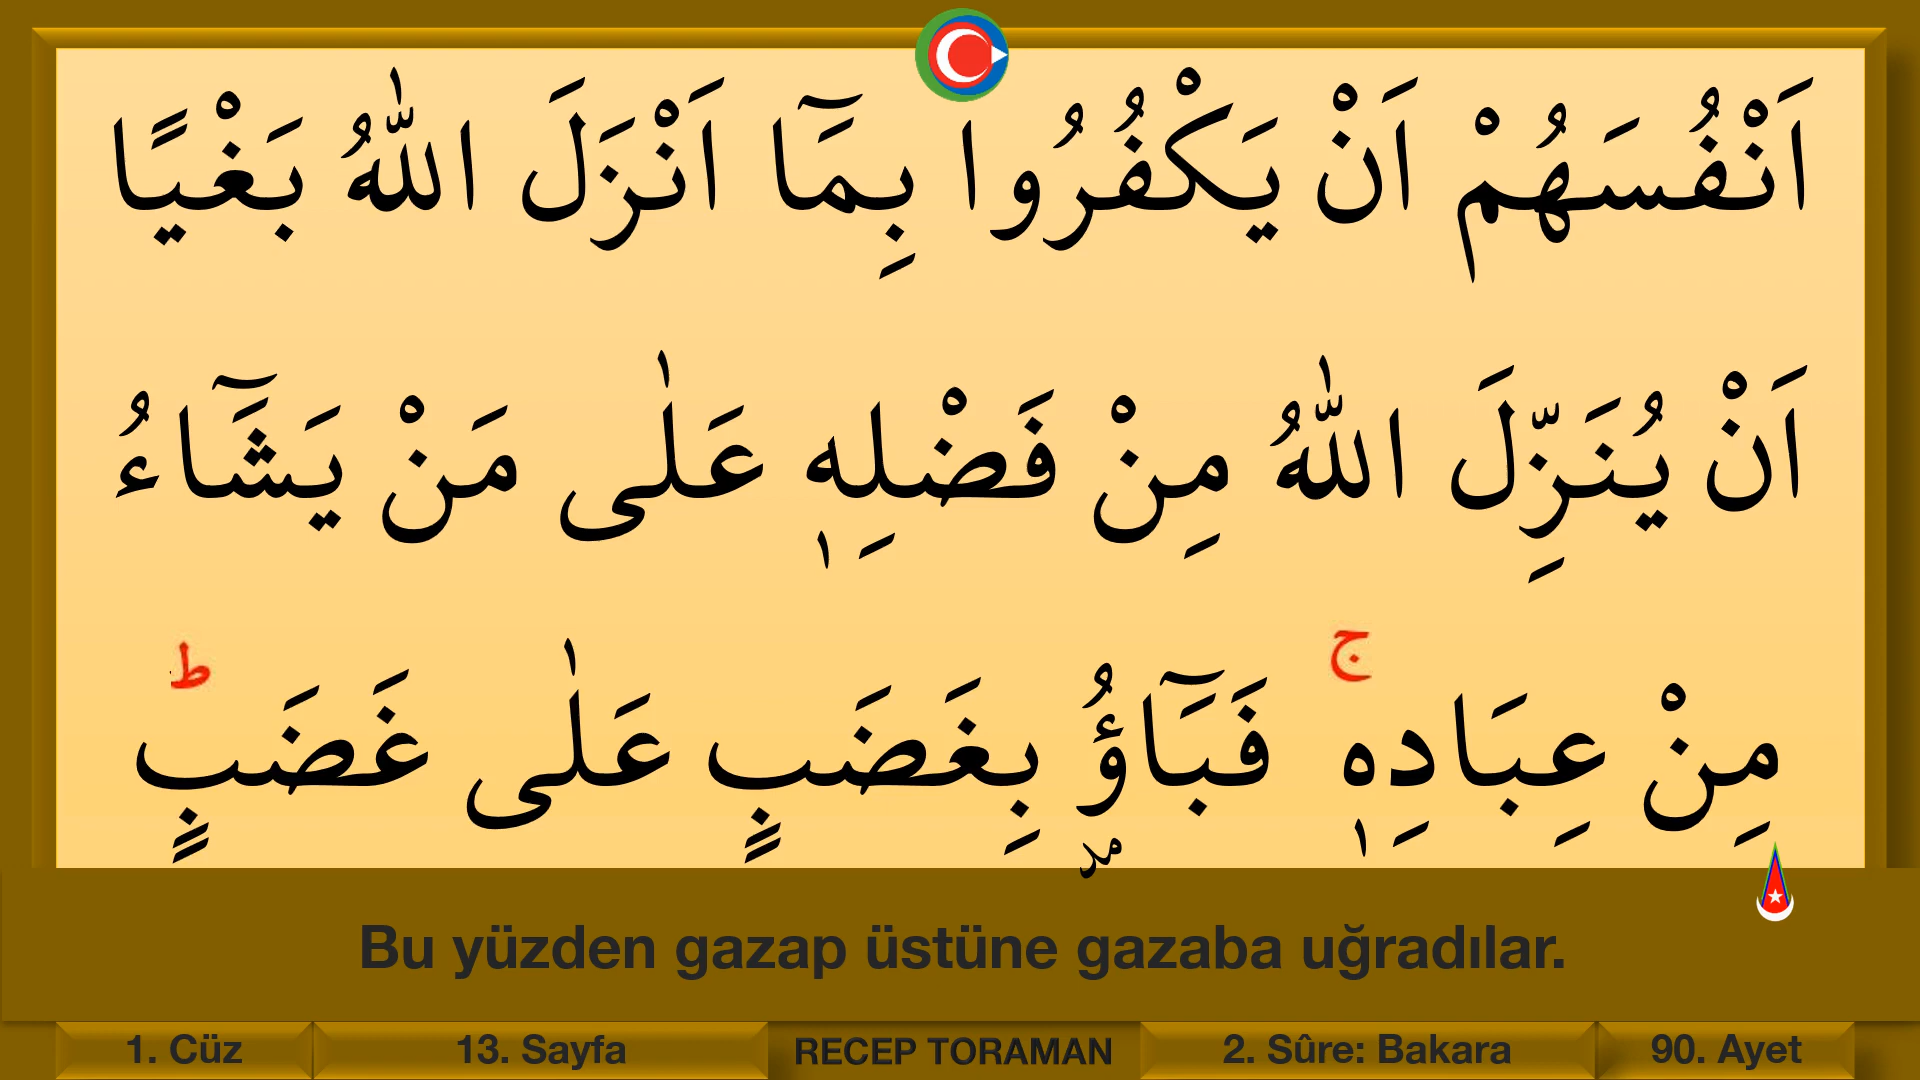 اَنْفُسَهُمْ اَنْ يَكْفُرُوا بِمَٓا اَنْزَلَ اللّٰهُ بَغْيًا
اَنْ يُنَزِّلَ اللّٰهُ مِنْ فَضْلِهٖ عَلٰى مَنْ يَشَٓاءُ
مِنْ عِبَادِهٖۚ فَبَٓاؤُ۫ بِغَضَبٍ عَلٰى غَضَبٍۜ
Bu yüzden gazap üstüne gazaba uğradılar.
1. Cüz 13. Sayfa RECEP TORAMAN 2. Sûre: Bakara 90. Ayet